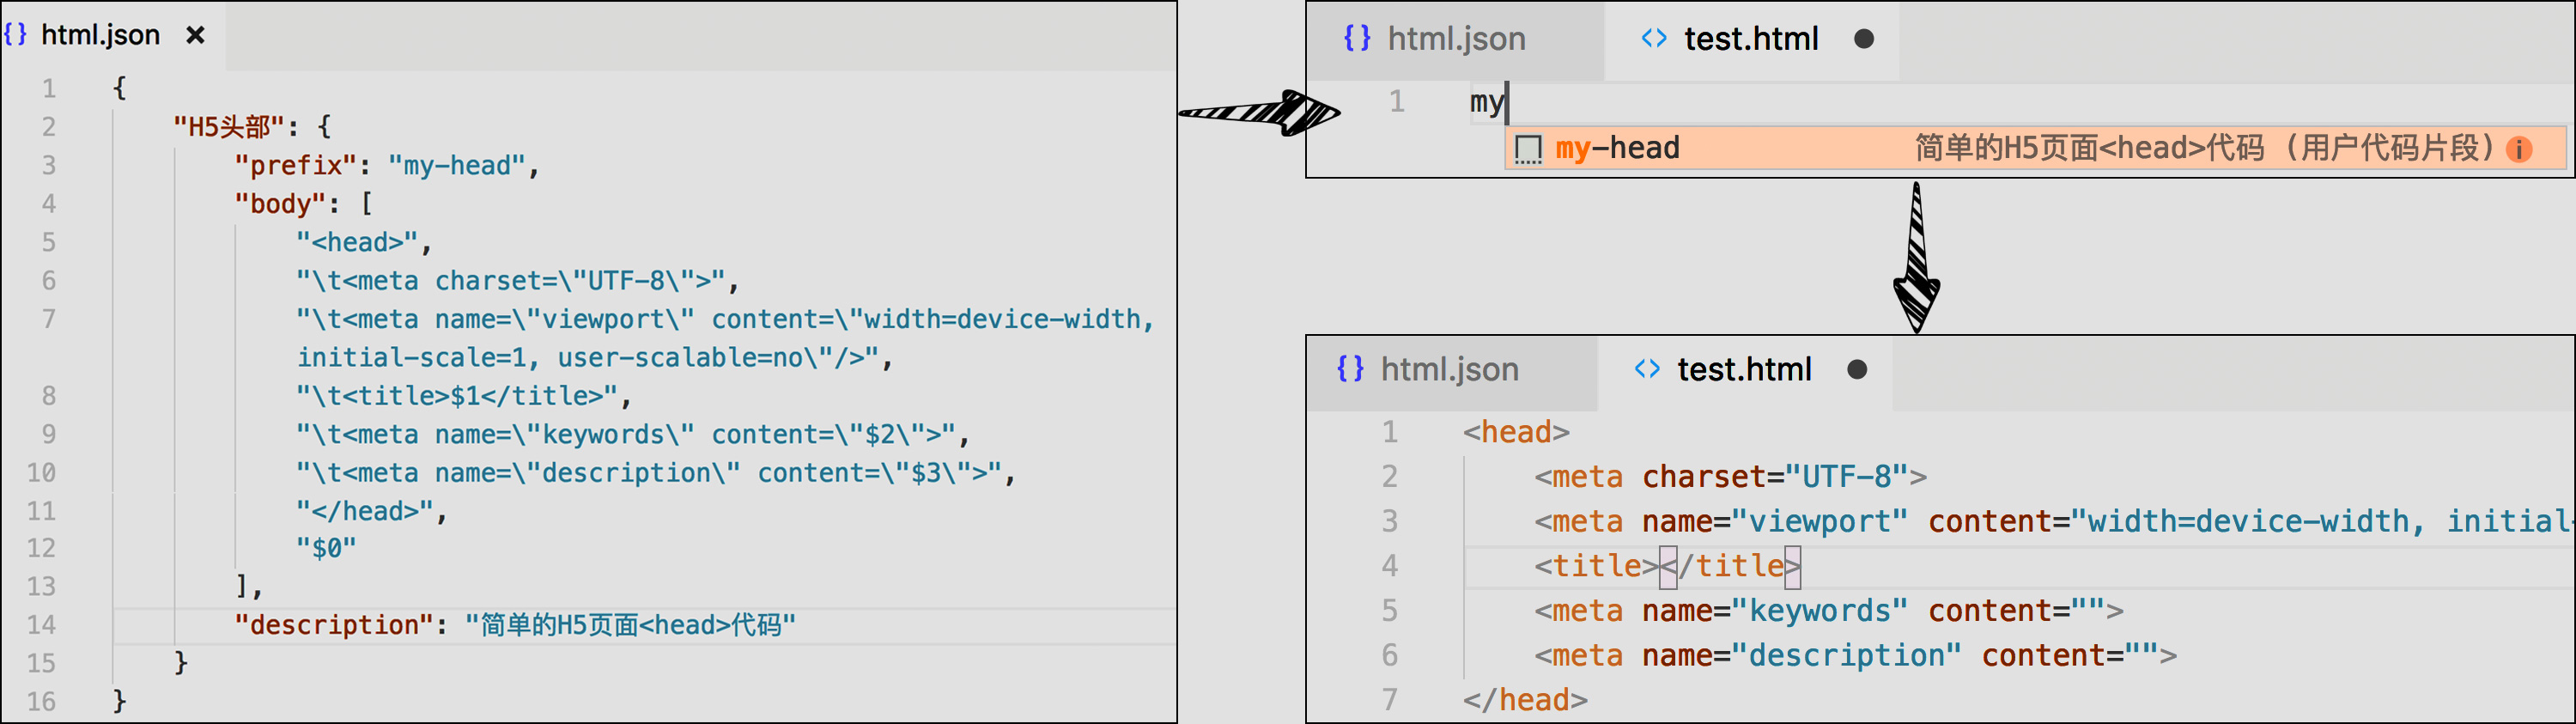 {} html.json ×
1 {
2 "H5头部": {
3 "prefix": "my-head",
4 "body": [
5 "<head>",
6 "\t<meta charset=\"UTF-8\">",
7 "\t<meta name=\"viewport\" content=\"width=device-width,
initial-scale=1, user-scalable=no\"/>",
8 "\t<title>$1</title>",
9 "\t<meta name=\"keywords\" content=\"$2\">",
10 "\t<meta name=\"description\" content=\"$3\">",
11 "</head>",
12 "$0"
13 ],
14 "description": "简单的H5页面<head>代码"
15 }
16 }
{} html.json <> test.html ●
1 my
my-head 简单的H5页面<head>代码 (用户代码片段) i
{} html.json <> test.html ●
1 <head>
2 <meta charset="UTF-8">
3 <meta name="viewport" content="width=device-width, initial-
4 <title></title>
5 <meta name="keywords" content="">
6 <meta name="description" content="">
7 </head>